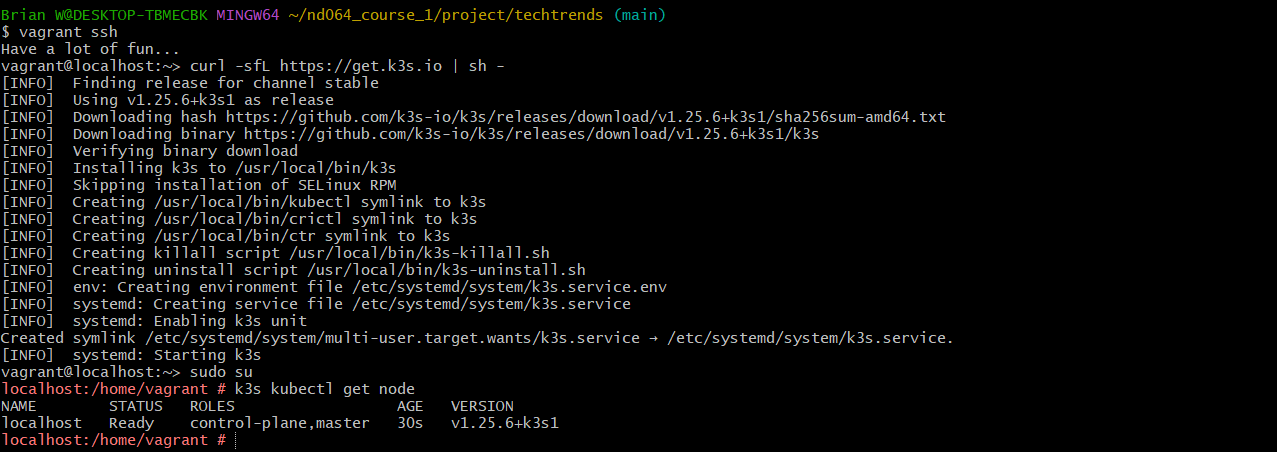 Brian W@DESKTOP-TBMECBK MINGW64 ~/nd064_course_1/project/techtrends (main)
$ vagrant ssh
Have a lot of fun...
vagrant@localhost:~> curl -sfL https://get.k3s.io | sh -
[INFO]  Finding release for channel stable
[INFO]  Using v1.25.6+k3s1 as release
[INFO]  Downloading hash https://github.com/k3s-io/k3s/releases/download/v1.25.6+k3s1/sha256sum-amd64.txt
[INFO]  Downloading binary https://github.com/k3s-io/k3s/releases/download/v1.25.6+k3s1/k3s
[INFO]  Verifying binary download
[INFO]  Installing k3s to /usr/local/bin/k3s
[INFO]  Skipping installation of SELinux RPM
[INFO]  Creating /usr/local/bin/kubectl symlink to k3s
[INFO]  Creating /usr/local/bin/crictl symlink to k3s
[INFO]  Creating /usr/local/bin/ctr symlink to k3s
[INFO]  Creating killall script /usr/local/bin/k3s-killall.sh
[INFO]  Creating uninstall script /usr/local/bin/k3s-uninstall.sh
[INFO]  env: Creating environment file /etc/systemd/system/k3s.service.env
[INFO]  systemd: Creating service file /etc/systemd/system/k3s.service
[INFO]  systemd: Enabling k3s unit
Created symlink /etc/systemd/system/multi-user.target.wants/k3s.service → /etc/systemd/system/k3s.service.
[INFO]  systemd: Starting k3s
vagrant@localhost:~> sudo su
localhost:/home/vagrant # k3s kubectl get node
NAME        STATUS   ROLES                  AGE   VERSION
localhost   Ready    control-plane,master   30s   v1.25.6+k3s1
localhost:/home/vagrant #